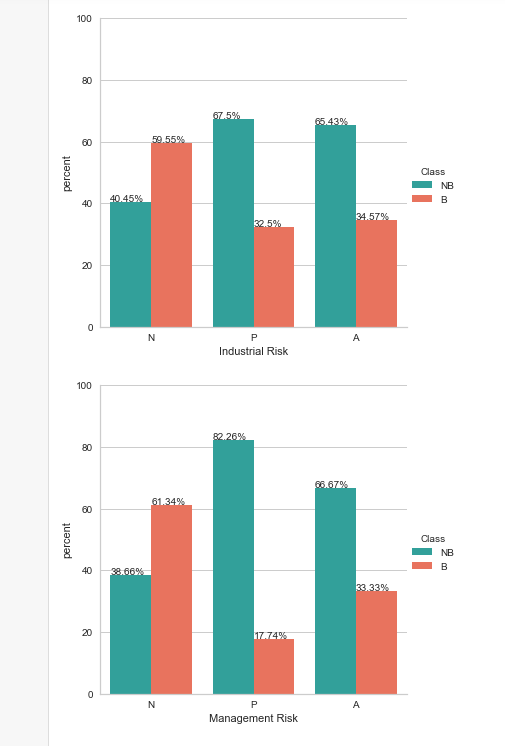 100
80
67.5%
65.43%
60
59.55%
percent
Class
NB
B
40.45%
40
34.57%
32.5%
20
0
N
P
A
Industrial Risk
100
82.26%
80
66.67%
61.34%
60
percent
Class
NB
B
38.66%
40
33.33%
17.74%
20
0
N
P
A
Management Risk